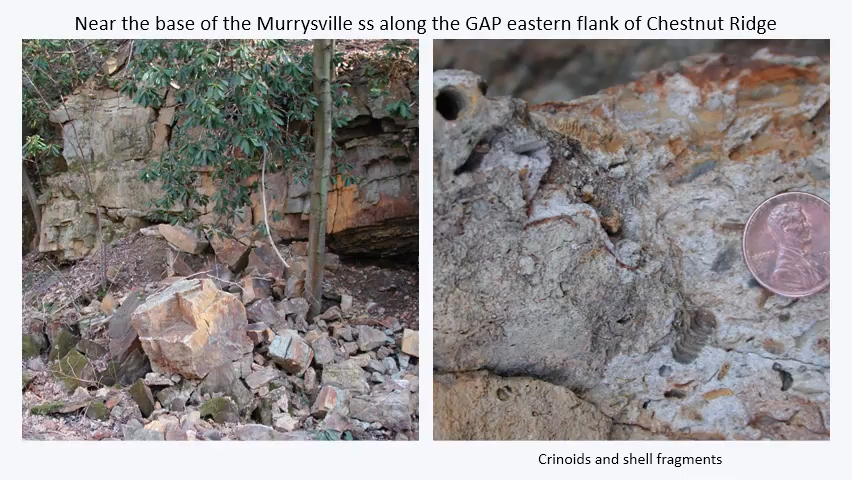 Near the base of the Murrysville ss along the GAP eastern flank of Chestnut Ridge
Crinoids and shell fragments